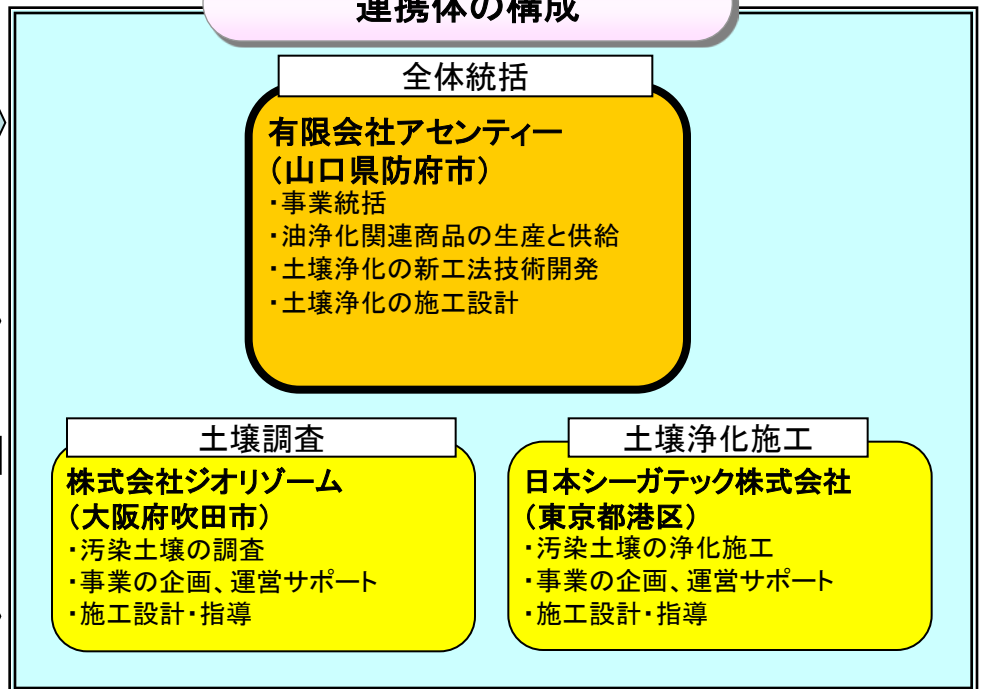 連携体の構成
全体統括
有限会社アセンティー
（山口県防府市）
・事業統括
・油浄化関連商品の生産と供給
・土壌浄化の新工法技術開発
・土壌浄化の施工設計
土壌調査
株式会社ジオリゾーム
（大阪府吹田市）
・汚染土壌の調査
・事業の企画、運営サポート
・施工設計・指導
土壌浄化施工
日本シーガテック株式会社
（東京都港区）
・汚染土壌の浄化施工
・事業の企画、運営サポート
・施工設計・指導